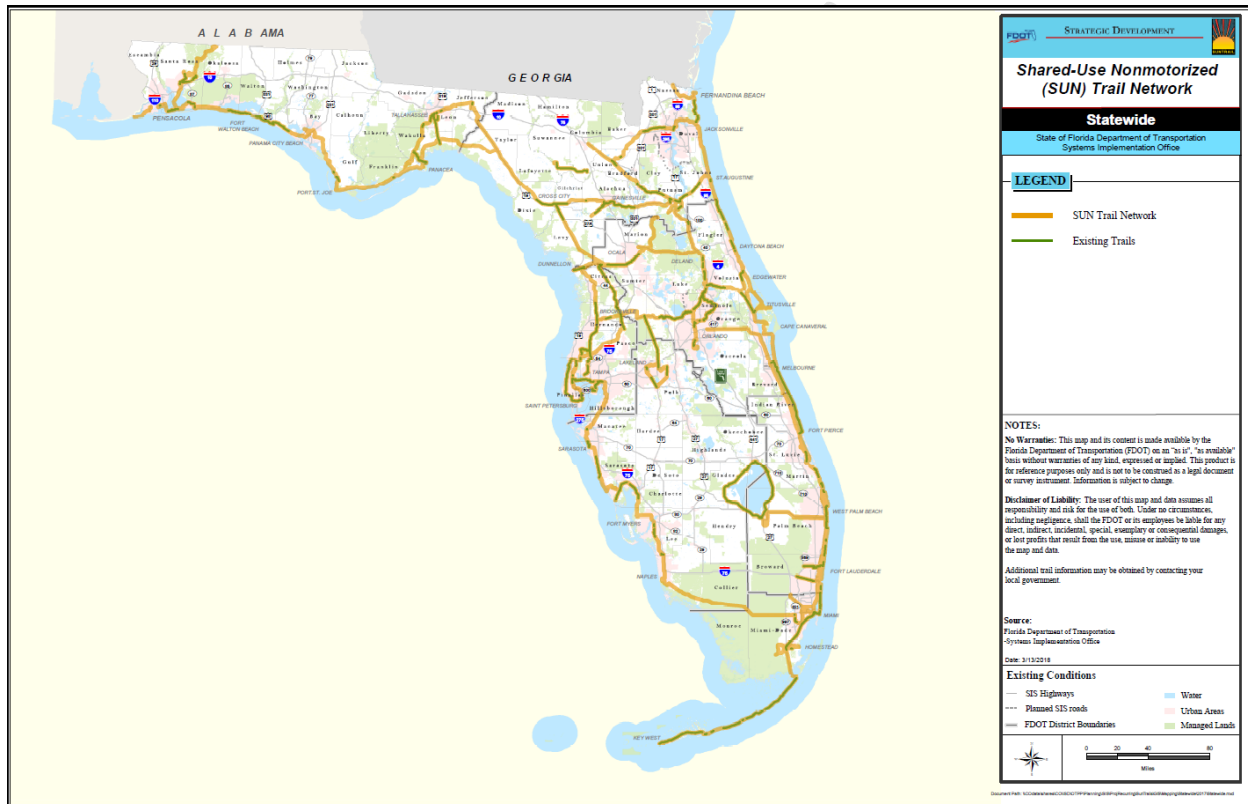 A L A B AMA
G E O R GIA
Escambia
Santa Rosa
Okaloosa
Walton
Holmes
Washington
Jackson
Bay
Calhoun
Gulf
Liberty
Gadsden
Franklin
Leon
Wakulla
Jefferson
Madison
Taylor
Hamilton
Suwannee
Lafayette
Dixie
Columbia
Baker
Union
Bradford
Gilchrist
Alachua
Levy
Nassau
Duval
Clay
St. Johns
Putnam
Flagler
Marion
Volusia
Citrus
Sumter
Lake
Seminole
Orange
Hernando
Pasco
Pinellas
Hillsborough
Polk
Osceola
Brevard
Indian River
Manatee
Hardee
Highlands
Okeechobee
St. Lucie
Sarasota
De Soto
Glades
Martin
Charlotte
Lee
Hendry
Palm Beach
Collier
Broward
Monroe
Miami-Dade
PENSACOLA
FORT
WALTON BEACH
PANAMA CITY BEACH
PORT ST. JOE
TALLAHASSEE
PANACEA
CROSS CITY
GAINESVILLE
FERNANDINA BEACH
JACKSONVILLE
ST. AUGUSTINE
DAYTONA BEACH
DELAND
OCALA
DUNNELLON
EDGEWATER
TITUSVILLE
CAPE CANAVERAL
BROOKSVILLE
ORLANDO
MELBOURNE
LAKELAND
TAMPA
SAINT PETERSBURG
SARASOTA
FORT PIERCE
FORT MYERS
WEST PALM BEACH
NAPLES
FORT LAUDERDALE
MIAMI
HOMESTEAD
KEY WEST
FDOT
STRATEGIC DEVELOPMENT
SUNTRAIL
Shared-Use Nonmotorized
(SUN) Trail Network
Statewide
State of Florida Department of Transportation
Systems Implementation Office
LEGEND
SUN Trail Network
Existing Trails
NOTES:
No Warranties: This map and its content is made available by the
Florida Department of Transportation (FDOT) on an "as is", "as available"
basis without warranties of any kind, expressed or implied. This product is
for reference purposes only and is not to be construed as a legal document
or survey instrument. Information is subject to change.
Disclaimer of Liability: The user of this map and data assumes all
responsibility and risk for the use of both. Under no circumstances,
including negligence, shall the FDOT or its employees be liable for any
direct, indirect, incidental, special, exemplary or consequential damages,
or lost profits that result from the use, misuse or inability to use
the map and data.
Additional trail information may be obtained by contacting your
local government.
Source:
Florida Department of Transportation
-Systems Implementation Office
Date: 3/13/2018
Existing Conditions
SIS Highways
Planned SIS roads
FDOT District Boundaries
Water
Urban Areas
Managed Lands
0 20 40 80
Miles